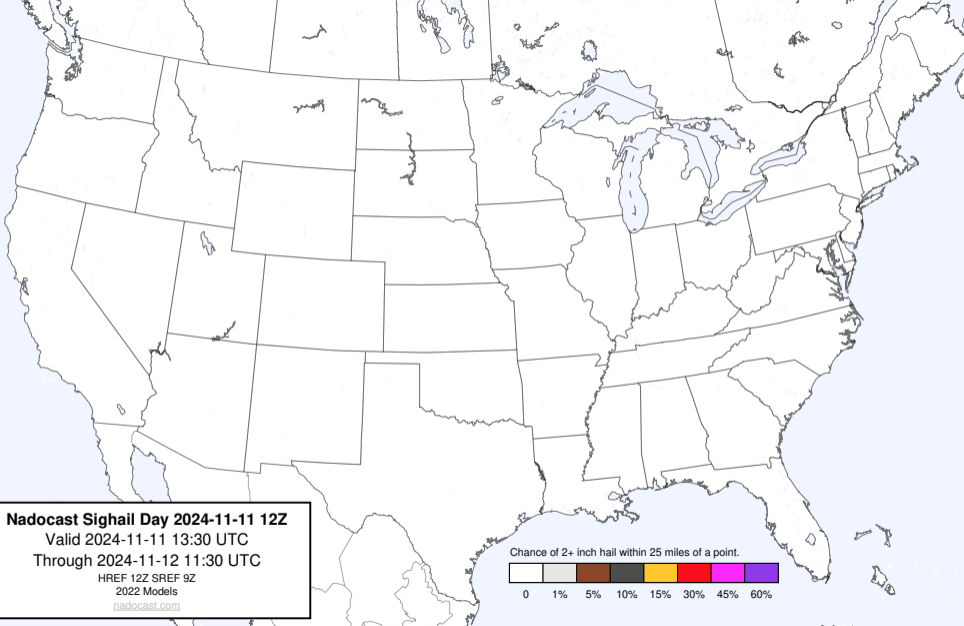 Nadocast Sighail Day 2024-11-11 12Z
Valid 2024-11-11 13:30 UTC
Through 2024-11-12 11:30 UTC
HREF 12Z SREF 9Z
2022 Models
nadocast.com
Chance of 2+ inch hail within 25 miles of a point.
0 1% 5% 10% 15% 30% 45% 60%